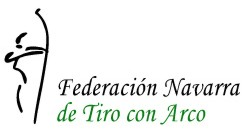 Federación Navarra
de Tiro con Arco